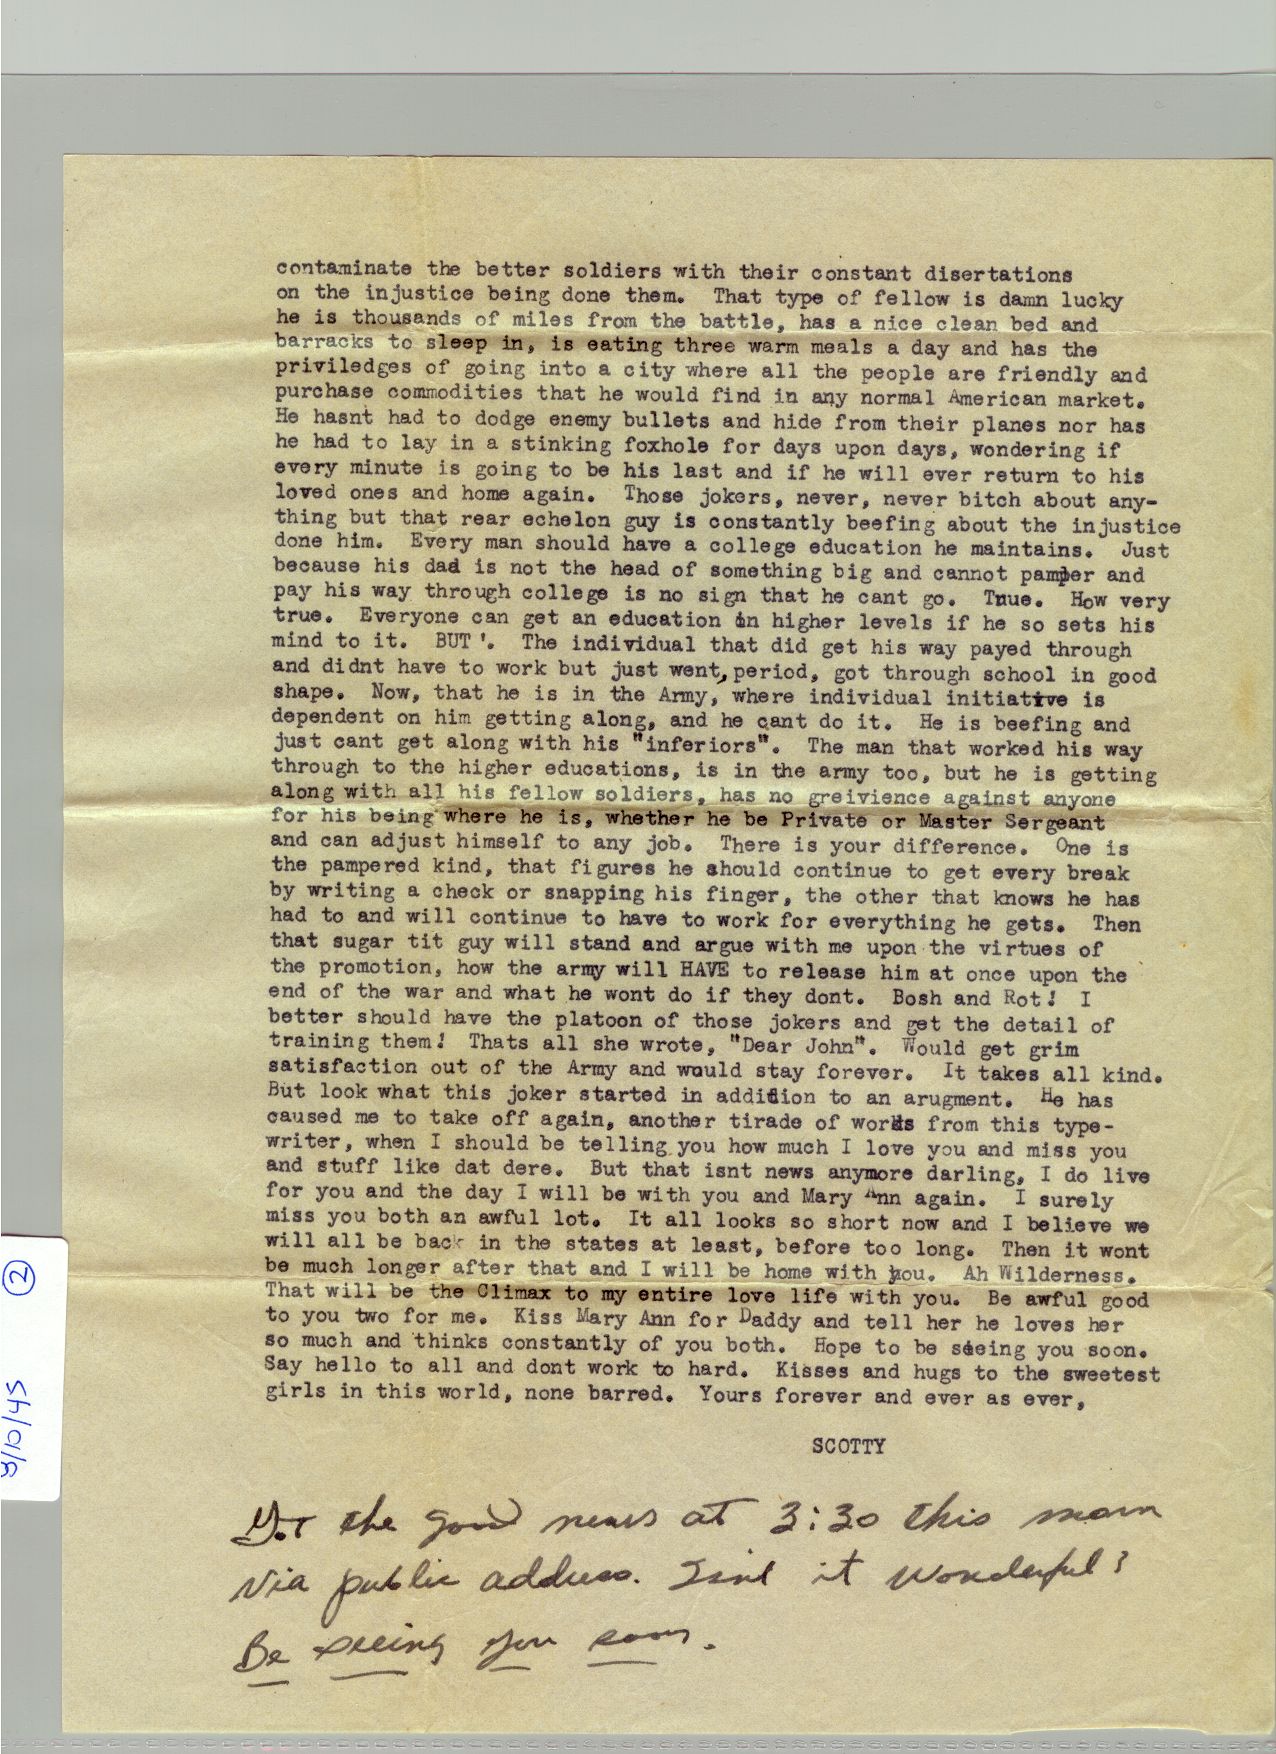 contaminate the better soldiers with their constant disertations
on the injustice being done them.  That type of fellow is damn lucky
he is thousands of miles from the battle, has a nice clean bed and
barracks to sleep in, is eating three warm meals a day and has the
priviledges of going into a city where all the people are friendly and
purchase commodities that he would find in any normal American market.
He hasnt had to dodge enemy bullets and hide from their planes nor has
he had to lay in a stinking foxhole for days upon days, wondering if
every minute is going to be his last and if he will ever return to his
loved ones and home again.  Those jokers, never, never bitch about any-
thing but that rear echelon guy is constantly beefing about the injustice
done him.  Every man should have a college education he maintains.  Just
because his dad is not the head of something big and cannot pamper and
pay his way through college is no sign that he cant go.  True.  How very
true.  Everyone can get an education in higher levels if he so sets his
mind to it.  BUT '.  The individual that did get his way payed through
and didnt have to work but just went, period, got through school in good
shape.  Now, that he is in the Army, where individual initiative is
dependent on him getting along, and he cant do it.  He is beefing and
just cant get along with his "inferiors".  The man that worked his way
through to the higher educations, is in the army too, but he is getting
along with all his fellow soldiers, has no greivience against anyone
for his being where he is, whether he be Private or Master Sergeant
and can adjust himself to any job.  There is your difference.  One is
the pampered kind, that figures he should continue to get every break
by writing a check or snapping his finger, the other that knows he has
had to and will continue to have to work for everything he gets.  Then
that sugar tit guy will stand and argue with me upon the virtues of
the promotion, how the army will HAVE to release him at once upon the
end of the war and what he wont do if they dont.  Bosh and Rot!  I
better should have the platoon of those jokers and get the detail of
training them!  Thats all she wrote, "Dear John".  Would get grim
satisfaction out of the Army and would stay forever.  It takes all kind.
But look what this joker started in addition to an arugment.  He has
caused me to take off again, another tirade of words from this type-
writer, when I should be telling you how much I love you and miss you
and stuff like dat dere.  But that isnt news anymore darling, I do live
for you and the day I will be with you and Mary Ann again.  I surely
miss you both an awful lot.  It all looks so short now and I believe we
will all be back in the states at least, before too long.  Then it wont
be much longer after that and I will be home with you.  Ah Wilderness.
That will be the Climax to my entire love life with you.  Be awful good
to you two for me.  Kiss Mary Ann for Daddy and tell her he loves her
so much and thinks constantly of you both.  Hope to be seeing you soon.
Say hello to all and dont work to hard.  Kisses and hugs to the sweetest
girls in this world, none barred.  Yours forever and ever as ever,
SCOTTY
Got the good news at 3:30 this morn
Via public address. Isn't it wonderful?
Be seeing you soon.
8/10/45 2